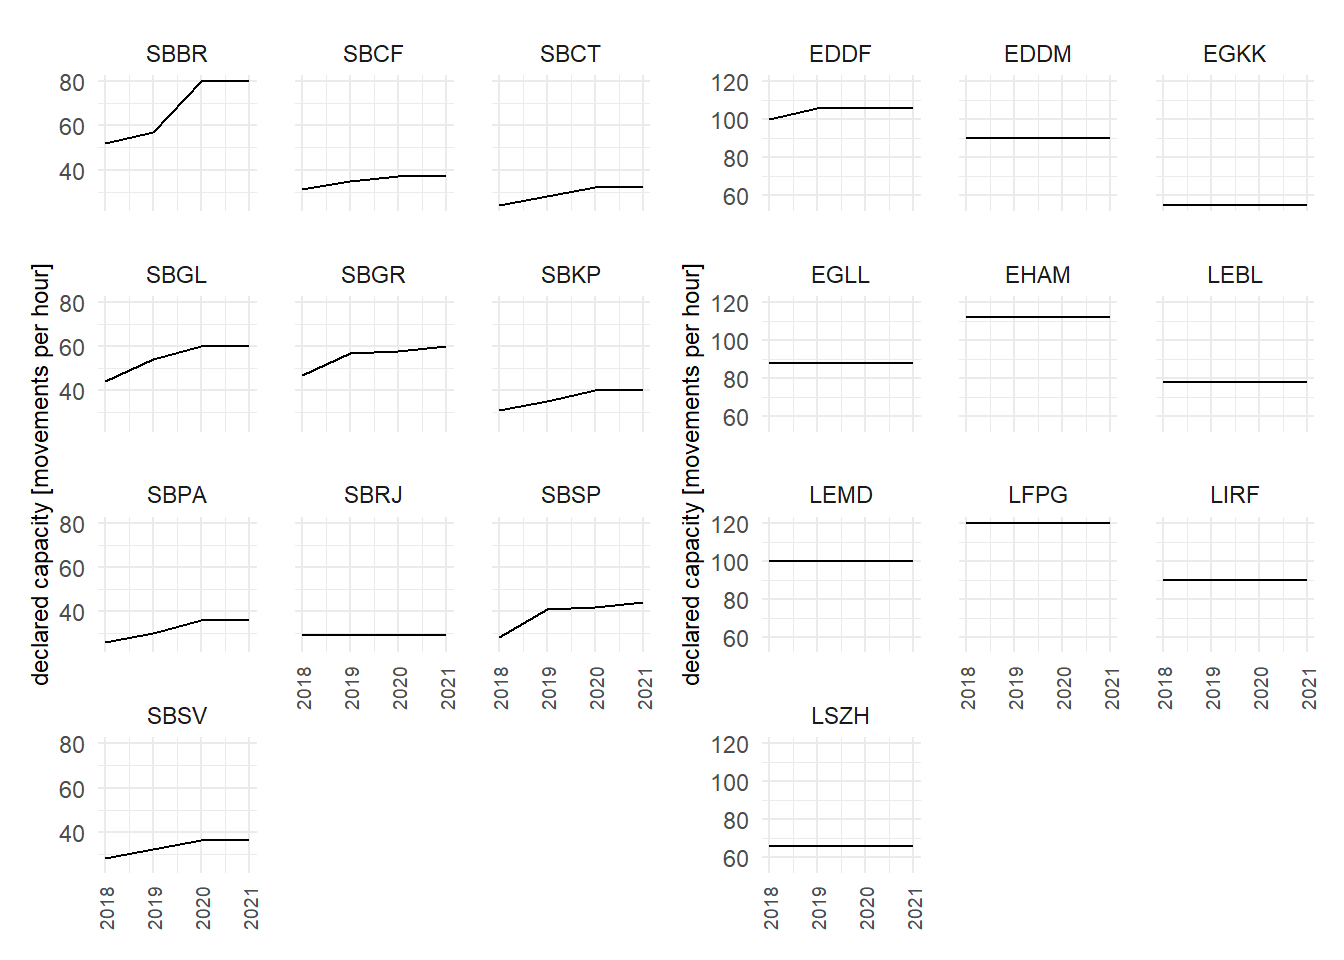 SBBR SBCF SBCT
80
60
40
SBGL SBGR SBKP
80
60
40
SBPA SBRJ SBSP
80
60
40
2018 2019 2020 2021 2018 2019 2020 2021
SBSV
80
60
40
2018 2019 2020 2021
declared capacity [movements per hour]
EDDF EDDM EGKK
120
100
80
60
EGLL EHAM LEBL
120
100
80
60
LEMD LFPG LIRF
120
100
80
60
2018 2019 2020 2021 2018 2019 2020 2021
LSZH
120
100
80
60
2018 2019 2020 2021
declared capacity [movements per hour]